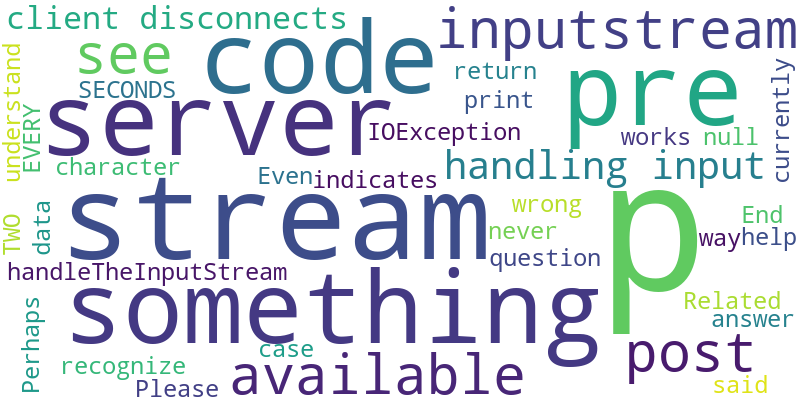 client disconnects
inputstream
see
code
pre
understand
SECONDS
return
currently
EVERY
server
print
IOException
works
null
character
handling input
Even
indicates
stream
p
TWO
data
wrong
End
never
way
help
handleTheInputStream
question
something
Related
answer
Perhaps
case
post
recognize
available
Please
said